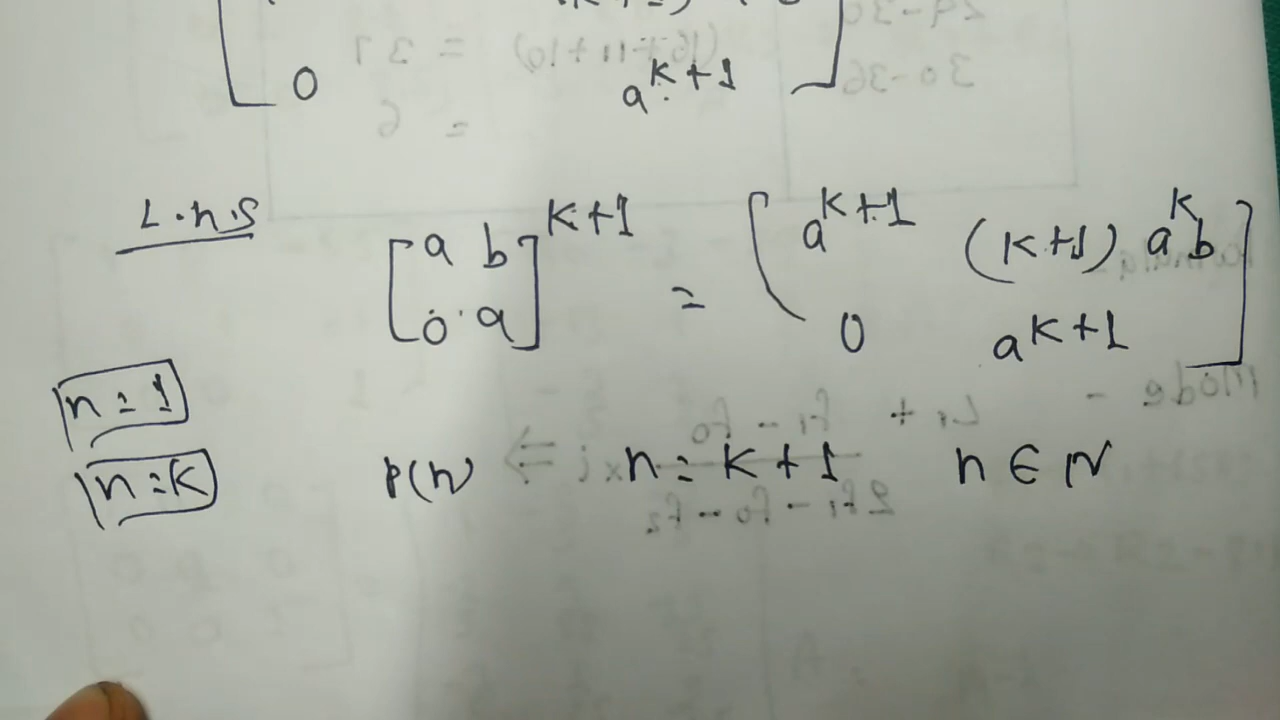 0 a^{k+1}
L.h.s [a b; 0 a]^{k+1} = [a^{k+1} (k+1) a^k b; 0 a^{k+1}]
n=1
n=k P(n) n=k+1 n∈N